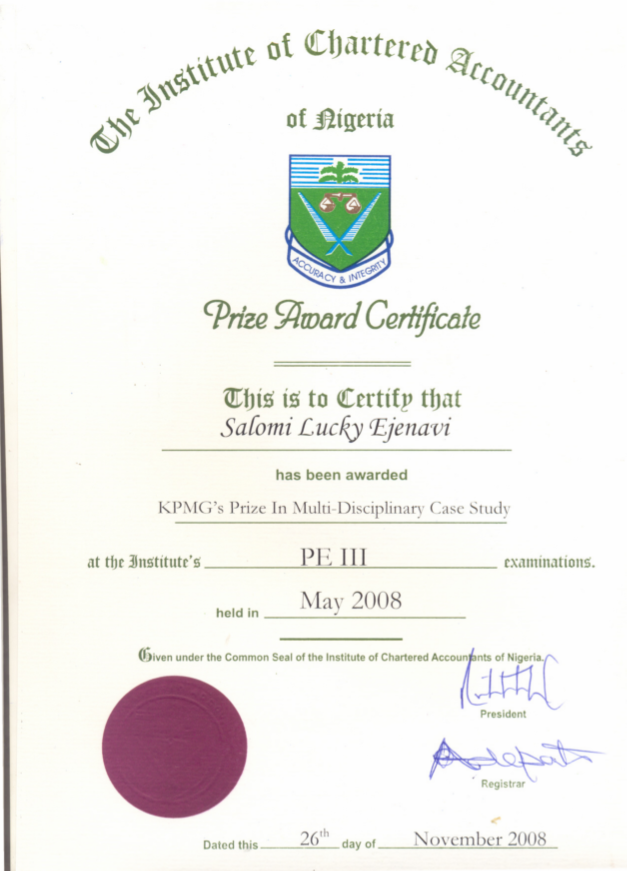 The Institute of Chartered Accountants
of Nigeria
ACCURACY & INTEGRITY
Prize Award Certificate
This is to Certify that
Salomi Lucky Ejenavi
has been awarded
KPMG's Prize In Multi-Disciplinary Case Study
at the Institute's PE III examinations.
held in May 2008
Given under the Common Seal of the Institute of Chartered Accountants of Nigeria.
President
Registrar
Dated this 26th day of November 2008